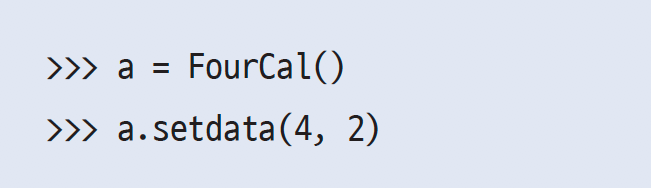 >>> a = FourCal()
>>> a.setdata(4, 2)